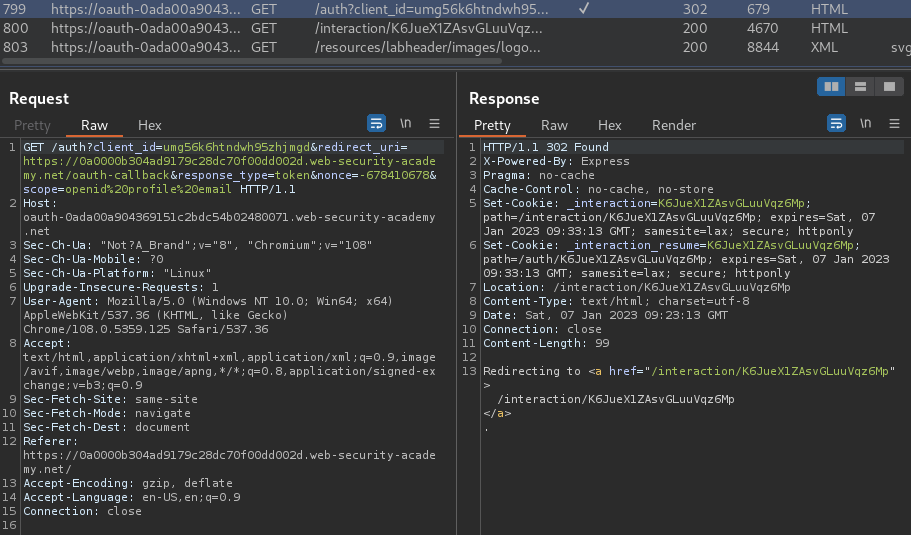 799 https://oauth-0ada00a9043... GET /auth?client_id=umg56k6htndwh95... ✓ 302 679 HTML
800 https://oauth-0ada00a9043... GET /interaction/K6JueX1ZAsvGLuuVqz... 200 4670 HTML
803 https://oauth-0ada00a9043... GET /resources/labheader/images/logo... 200 8844 XML svg
Request
Pretty Raw Hex \n
1 GET /auth?client_id=umg56k6htndwh95zhjmgd&redirect_uri=
https://0a0000b304ad9179c28dc70f00dd002d.web-security-acade
my.net/oauth-callback&response_type=token&nonce=-678410678&
scope=openid%20profile%20email HTTP/1.1
2 Host:
oauth-0ada00a904369151c2bdc54b02480071.web-security-academy
.net
3 Sec-Ch-Ua: "Not?A_Brand";v="8", "Chromium";v="108"
4 Sec-Ch-Ua-Mobile: ?0
5 Sec-Ch-Ua-Platform: "Linux"
6 Upgrade-Insecure-Requests: 1
7 User-Agent: Mozilla/5.0 (Windows NT 10.0; Win64; x64)
AppleWebKit/537.36 (KHTML, like Gecko)
Chrome/108.0.5359.125 Safari/537.36
8 Accept:
text/html,application/xhtml+xml,application/xml;q=0.9,image
/avif,image/webp,image/apng,*/*;q=0.8,application/signed-ex
change;v=b3;q=0.9
9 Sec-Fetch-Site: same-site
10 Sec-Fetch-Mode: navigate
11 Sec-Fetch-Dest: document
12 Referer:
https://0a0000b304ad9179c28dc70f00dd002d.web-security-acade
my.net/
13 Accept-Encoding: gzip, deflate
14 Accept-Language: en-US,en;q=0.9
15 Connection: close
16
Response
Pretty Raw Hex Render \n
1 HTTP/1.1 302 Found
2 X-Powered-By: Express
3 Pragma: no-cache
4 Cache-Control: no-cache, no-store
5 Set-Cookie: _interaction=K6JueX1ZAsvGLuuVqz6Mp;
path=/interaction/K6JueX1ZAsvGLuuVqz6Mp; expires=Sat, 07
Jan 2023 09:33:13 GMT; samesite=lax; secure; httponly
6 Set-Cookie: _interaction_resume=K6JueX1ZAsvGLuuVqz6Mp;
path=/auth/K6JueX1ZAsvGLuuVqz6Mp; expires=Sat, 07 Jan 2023
09:33:13 GMT; samesite=lax; secure; httponly
7 Location: /interaction/K6JueX1ZAsvGLuuVqz6Mp
8 Content-Type: text/html; charset=utf-8
9 Date: Sat, 07 Jan 2023 09:23:13 GMT
10 Connection: close
11 Content-Length: 99
12
13 Redirecting to <a href="/interaction/K6JueX1ZAsvGLuuVqz6Mp"
>
/interaction/K6JueX1ZAsvGLuuVqz6Mp
</a>
.